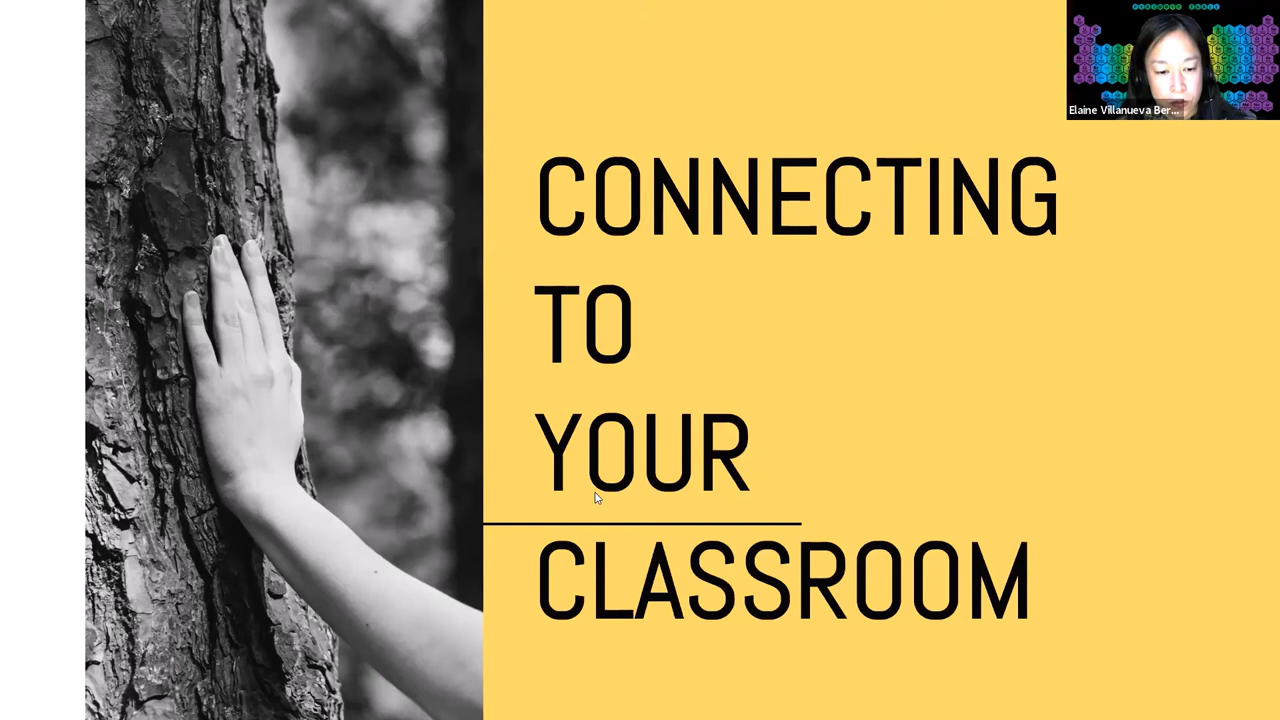 CONNECTING
TO
YOUR
CLASSROOM
Elaine Villanueva Ber...